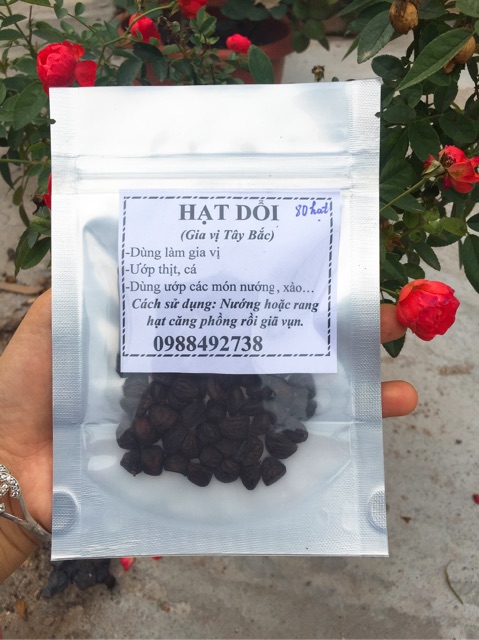 HẠT DỔI 80 hạt!
(Gia vị Tây Bắc)
-Dùng làm gia vị
-Ướp thịt, cá
-Dùng ướp các món nướng, xào...
Cách sử dụng: Nướng hoặc rang
hạt căng phồng rồi giã vụn.
0988492738